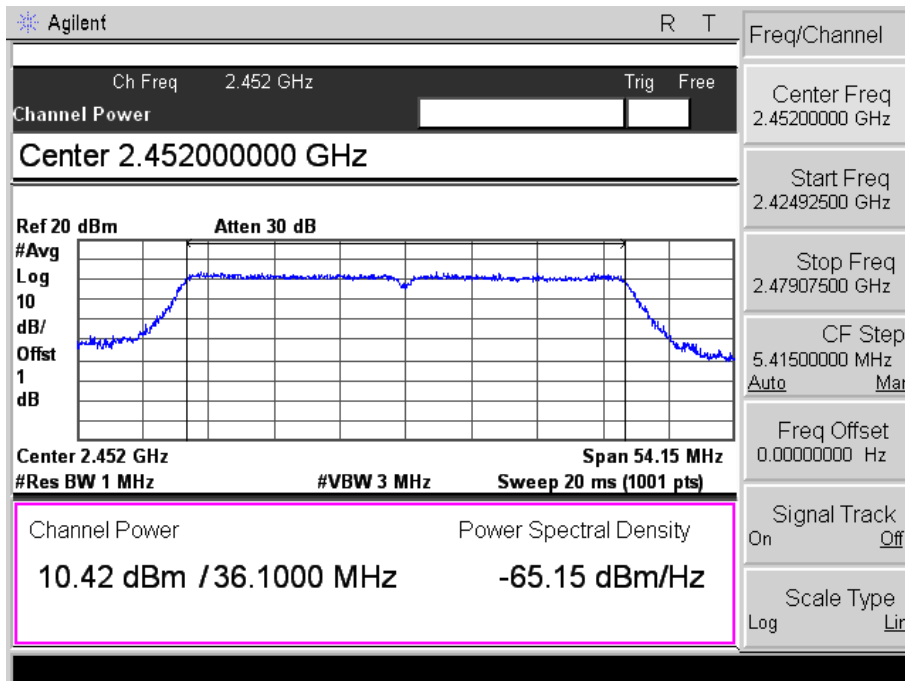 Agilent R T
Ch Freq 2.452 GHz Trig Free
Channel Power
Center 2.452000000 GHz
Ref 20 dBm Atten 30 dB
#Avg
Log
10
dB/
Offst
1
dB
Center 2.452 GHz Span 54.15 MHz
#Res BW 1 MHz #VBW 3 MHz Sweep 20 ms (1001 pts)
Channel Power Power Spectral Density
10.42 dBm / 36.1000 MHz -65.15 dBm/Hz
Freq/Channel
Center Freq
2.45200000 GHz
Start Freq
2.42492500 GHz
Stop Freq
2.47907500 GHz
CF Step
5.41500000 MHz
Auto Man
Freq Offset
0.00000000 Hz
Signal Track
On Off
Scale Type
Log Lin